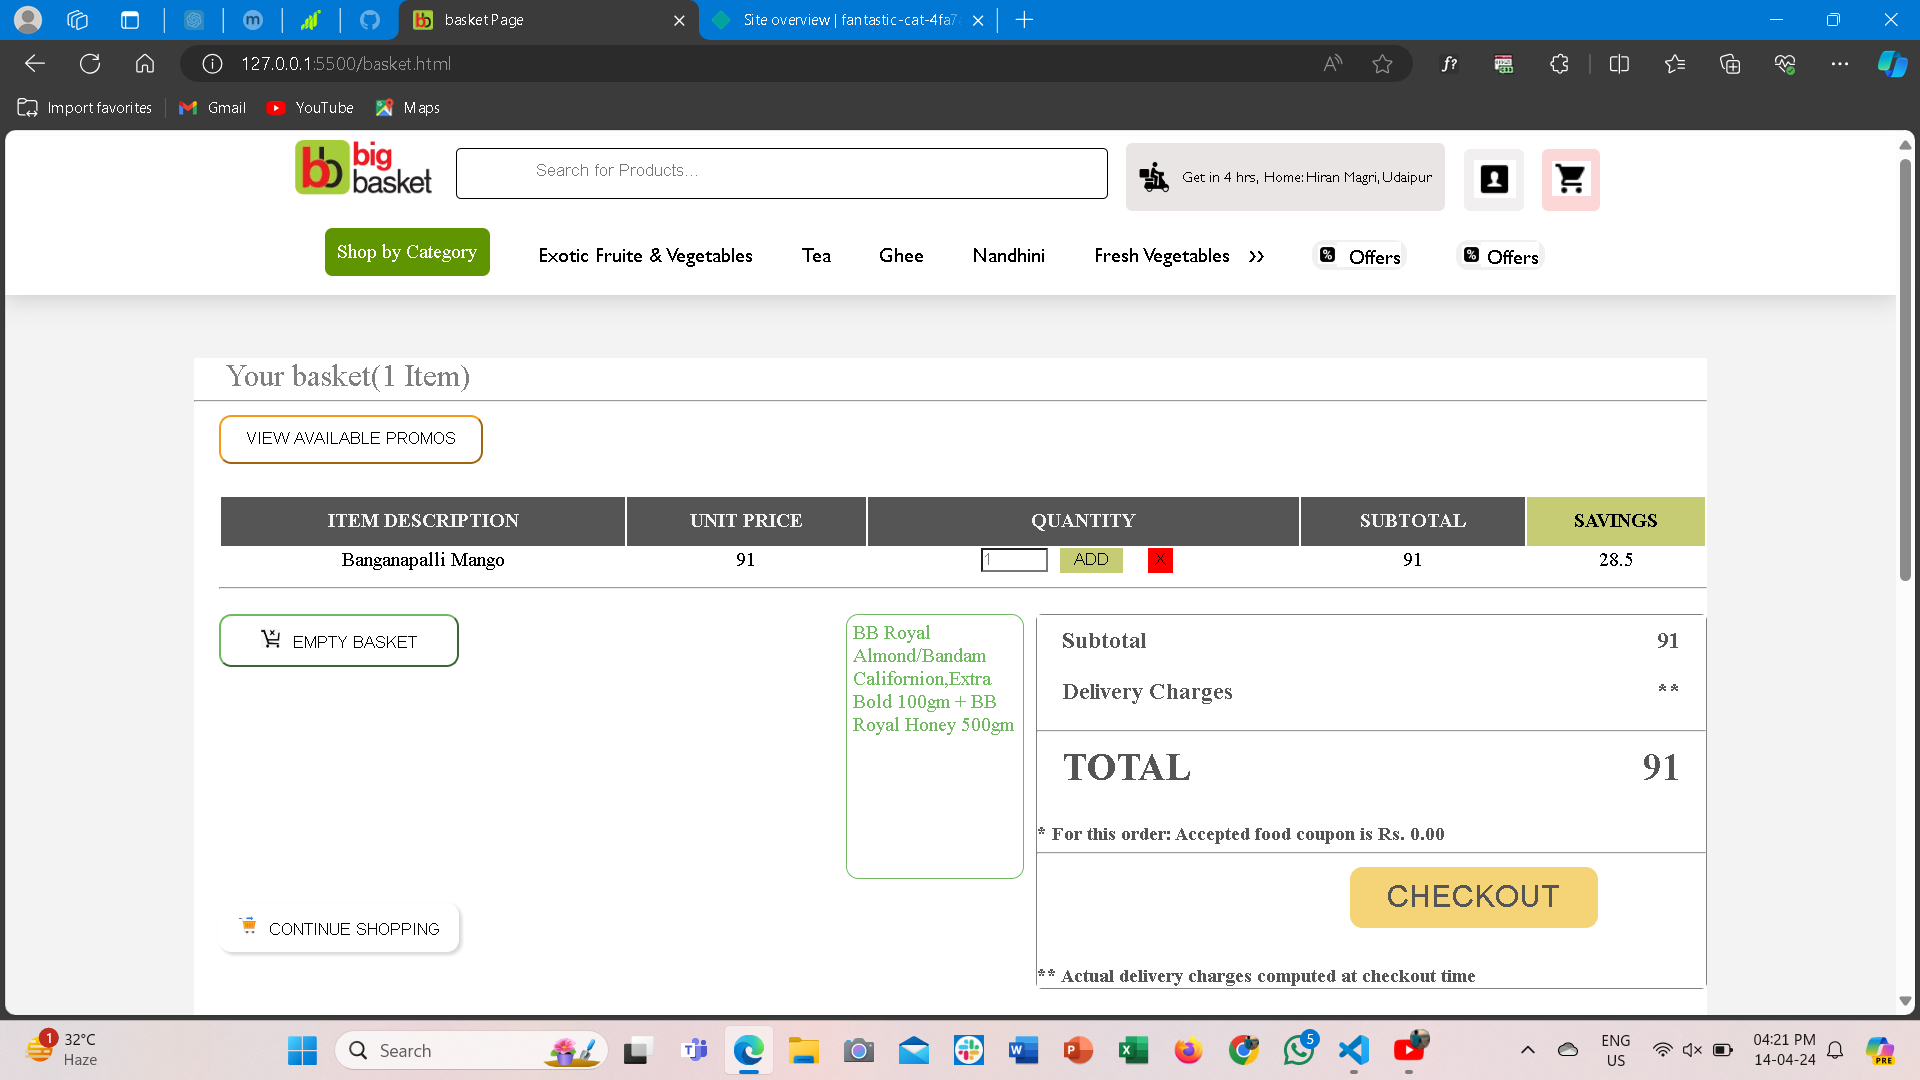 basket Page
Site overview | fantastic-cat-4fa7
127.0.0.1:5500/basket.html
Import favorites
Gmail
YouTube
Maps
big
basket
Search for Products...
Get in 4 hrs, Home: Hiran Magri, Udaipur
Shop by Category
Exotic Fruite & Vegetables
Tea
Ghee
Nandhini
Fresh Vegetables >>
% Offers
% Offers
Your basket(1 Item)
VIEW AVAILABLE PROMOS
ITEM DESCRIPTION UNIT PRICE QUANTITY SUBTOTAL SAVINGS
Banganapalli Mango 91 1 ADD X 91 28.5
EMPTY BASKET
BB Royal
Almond/Bandam
Californion,Extra
Bold 100gm + BB
Royal Honey 500gm
Subtotal 91
Delivery Charges **
TOTAL 91
* For this order: Accepted food coupon is Rs. 0.00
CHECKOUT
CONTINUE SHOPPING
** Actual delivery charges computed at checkout time
1
32°C
Haze
Search
5
ENG
US
04:21 PM
14-04-24
PRE